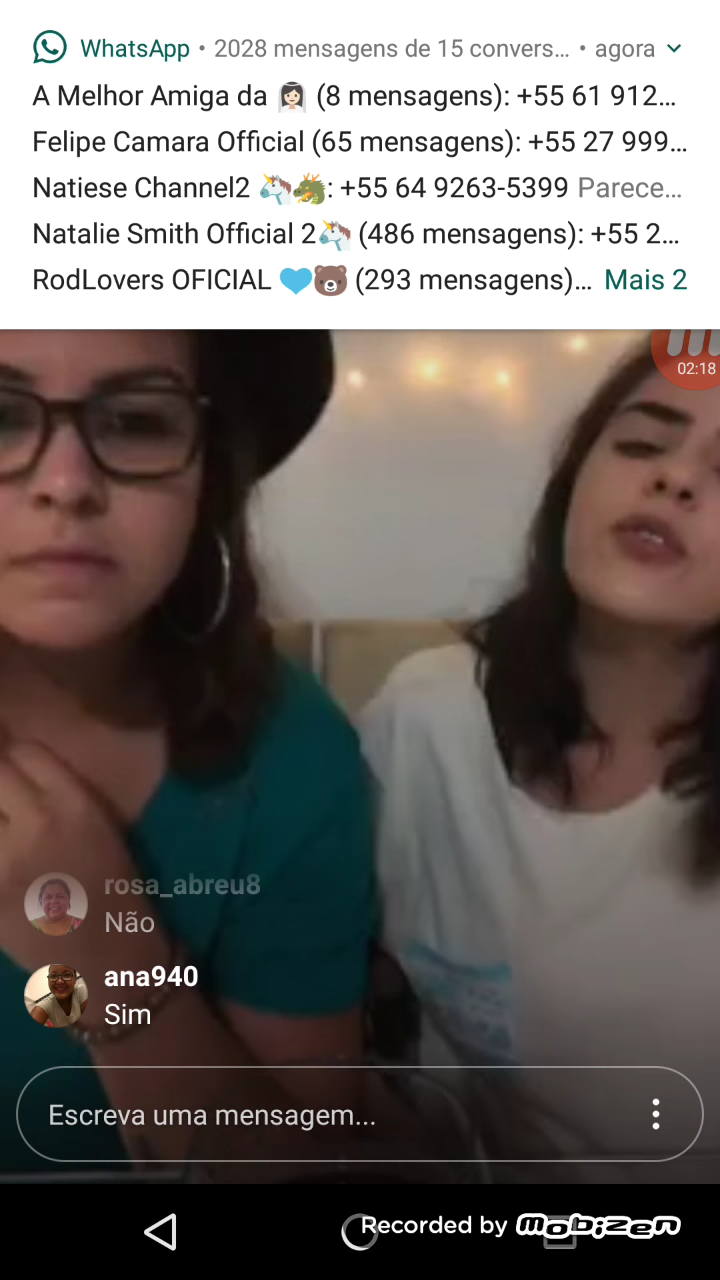 WhatsApp • 2028 mensagens de 15 convers... • agora
A Melhor Amiga da 👰🏻 (8 mensagens): +55 61 912...
Felipe Camara Official (65 mensagens): +55 27 999...
Natiese Channel2 🦄🐉: +55 64 9263-5399 Parece...
Natalie Smith Official 2🦄 (486 mensagens): +55 2...
RodLovers OFICIAL 💙🐻 (293 mensagens)... Mais 2
02:18
rosa_abreu8
Não
ana940
Sim
Escreva uma mensagem...
Recorded by mobizen